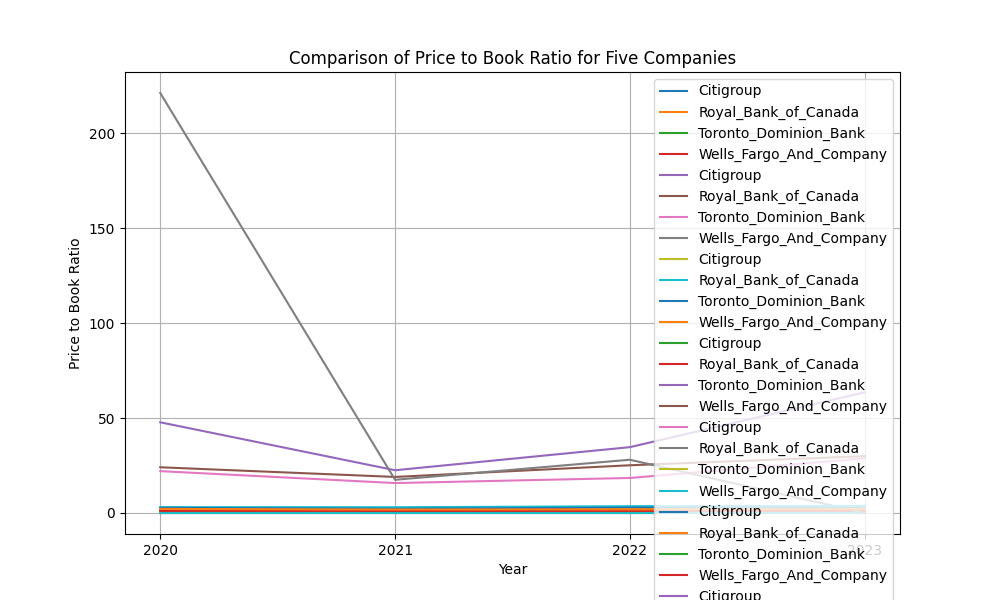 Comparison of Price to Book Ratio for Five Companies
Price to Book Ratio
200
150
100
50
0
2020
2021
2022
2023
Year
Citigroup
Royal_Bank_of_Canada
Toronto_Dominion_Bank
Wells_Fargo_And_Company
Citigroup
Royal_Bank_of_Canada
Toronto_Dominion_Bank
Wells_Fargo_And_Company
Citigroup
Royal_Bank_of_Canada
Toronto_Dominion_Bank
Wells_Fargo_And_Company
Citigroup
Royal_Bank_of_Canada
Toronto_Dominion_Bank
Wells_Fargo_And_Company
Citigroup
Royal_Bank_of_Canada
Toronto_Dominion_Bank
Wells_Fargo_And_Company
Citigroup
Royal_Bank_of_Canada
Toronto_Dominion_Bank
Wells_Fargo_And_Company
Citigroup